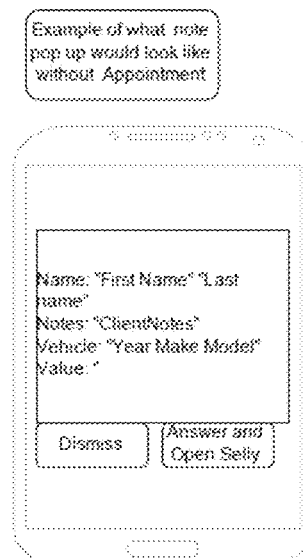 Example of what note
pop up would look like
without Appointment
Name: "First Name" "Last
name"
Notes: "ClientNotes"
Vehicle: "Year Make Model"
Value: "
Dismiss
Answer and
Open Selly